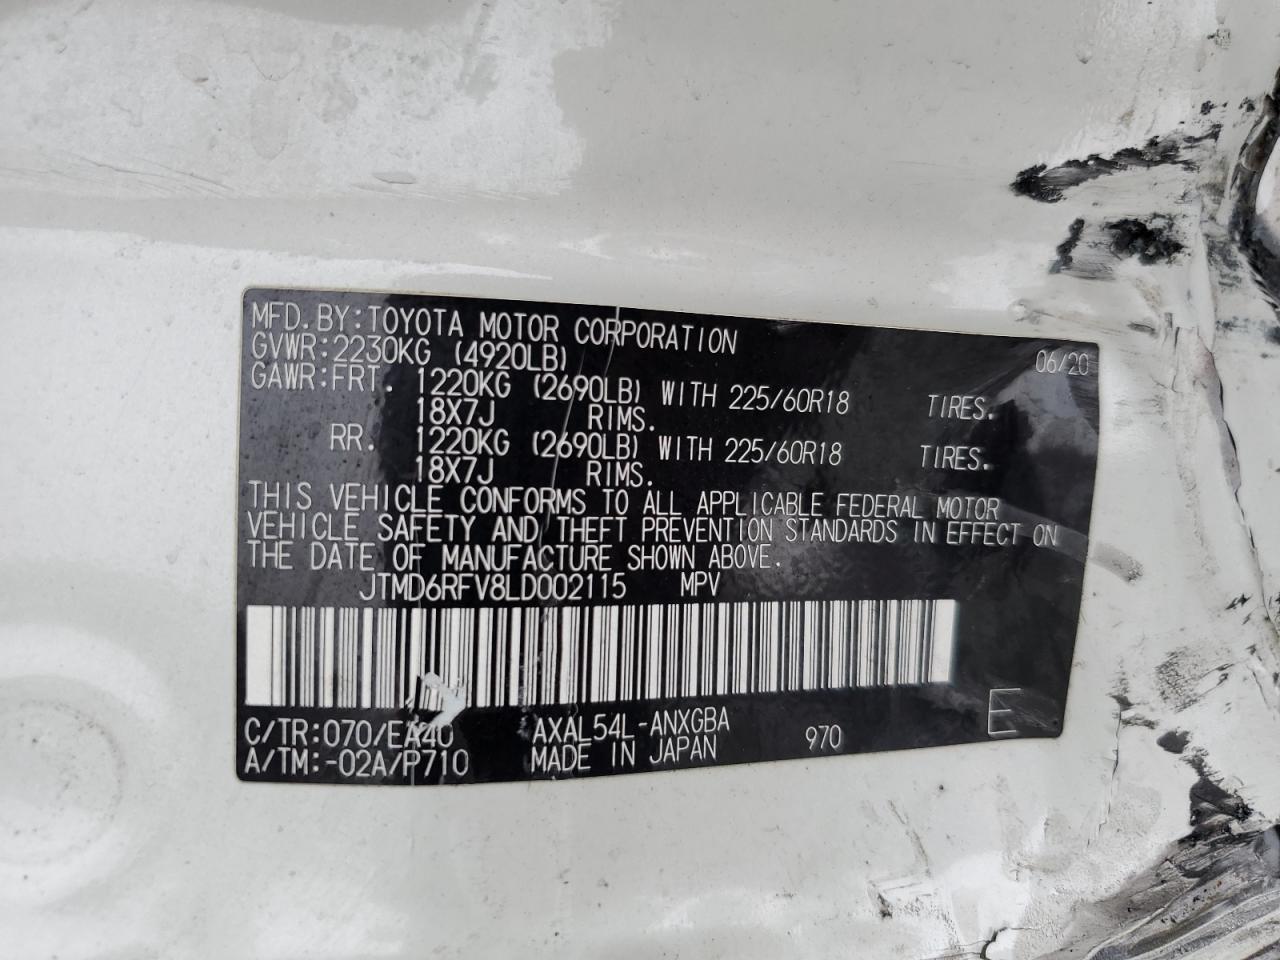 MFD. BY: TOYOTA MOTOR CORPORATION 06/20
GVWR: 2230KG (4920LB)
GAWR: FRT. 1220KG (2690LB) WITH 225/60R18 TIRES.
18X7J RIMS.
RR. 1220KG (2690LB) WITH 225/60R18 TIRES.
18X7J RIMS.
THIS VEHICLE CONFORMS TO ALL APPLICABLE FEDERAL MOTOR
VEHICLE SAFETY AND THEFT PREVENTION STANDARDS IN EFFECT ON
THE DATE OF MANUFACTURE SHOWN ABOVE.
JTMD6RFV8LD002115 MPV
C/TR: 070/EA40 AXAL54L-ANXGBA
A/TM: -02A/P710 MADE IN JAPAN 970 E